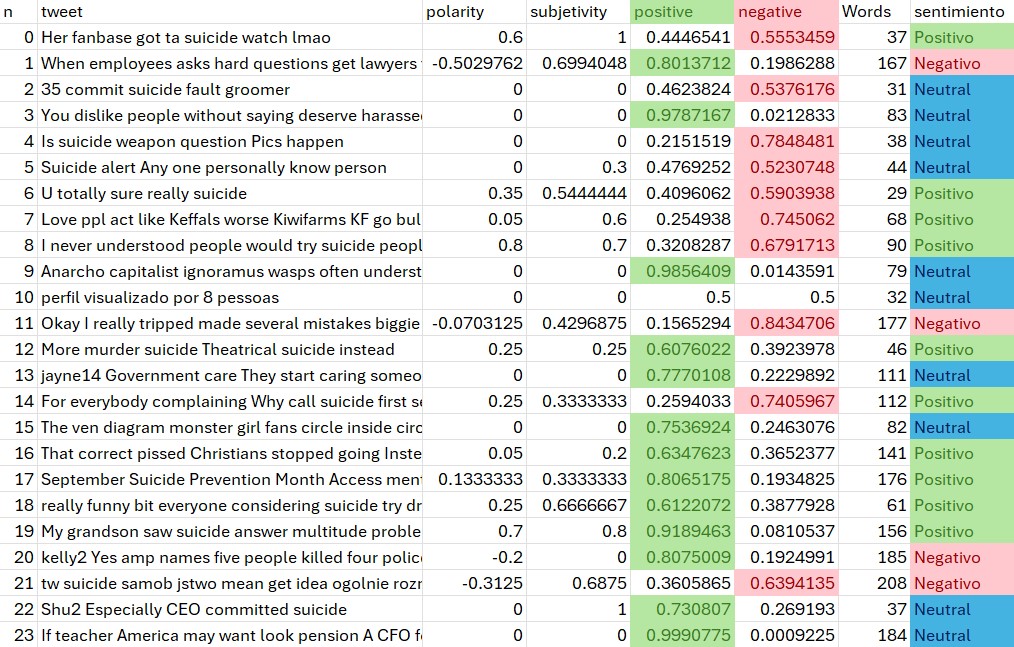 n tweet polarity subjetivity positive negative Words sentimiento
0 Her fanbase got ta suicide watch lmao 0.6 1 0.4446541 0.5553459 37 Positivo
1 When employees asks hard questions get lawyers -0.5029762 0.6994048 0.8013712 0.1986288 167 Negativo
2 35 commit suicide fault groomer 0 0 0.4623824 0.5376176 31 Neutral
3 You dislike people without saying deserve harasse 0 0 0.9787167 0.0212833 83 Neutral
4 Is suicide weapon question Pics happen 0 0 0.2151519 0.7848481 38 Neutral
5 Suicide alert Any one personally know person 0 0.3 0.4769252 0.5230748 44 Neutral
6 U totally sure really suicide 0.35 0.5444444 0.4096062 0.5903938 29 Positivo
7 Love ppl act like Keffals worse Kiwifarms KF go bul 0.05 0.6 0.254938 0.745062 68 Positivo
8 I never understood people would try suicide peopl 0.8 0.7 0.3208287 0.6791713 90 Positivo
9 Anarcho capitalist ignoramus wasps often underst 0 0 0.9856409 0.0143591 79 Neutral
10 perfil visualizado por 8 pessoas 0 0 0.5 0.5 32 Neutral
11 Okay I really tripped made several mistakes biggie -0.0703125 0.4296875 0.1565294 0.8434706 177 Negativo
12 More murder suicide Theatrical suicide instead 0.25 0.25 0.6076022 0.3923978 46 Positivo
13 jayne14 Government care They start caring someo 0 0 0.7770108 0.2229892 111 Neutral
14 For everybody complaining Why call suicide first se 0.25 0.3333333 0.2594033 0.7405967 112 Positivo
15 The ven diagram monster girl fans circle inside circ 0 0 0.7536924 0.2463076 82 Neutral
16 That correct pissed Christians stopped going Inste 0.05 0.2 0.6347623 0.3652377 141 Positivo
17 September Suicide Prevention Month Access men 0.1333333 0.3333333 0.8065175 0.1934825 176 Positivo
18 really funny bit everyone considering suicide try dr 0.25 0.6666667 0.6122072 0.3877928 61 Positivo
19 My grandson saw suicide answer multitude proble 0.7 0.8 0.9189463 0.0810537 156 Positivo
20 kelly2 Yes amp names five people killed four polic -0.2 0 0.8075009 0.1924991 185 Negativo
21 tw suicide samob jstwo mean get idea ogolnie rozr -0.3125 0.6875 0.3605865 0.6394135 208 Negativo
22 Shu2 Especially CEO committed suicide 0 1 0.730807 0.269193 37 Neutral
23 If teacher America may want look pension A CFO f 0 0 0.9990775 0.0009225 184 Neutral